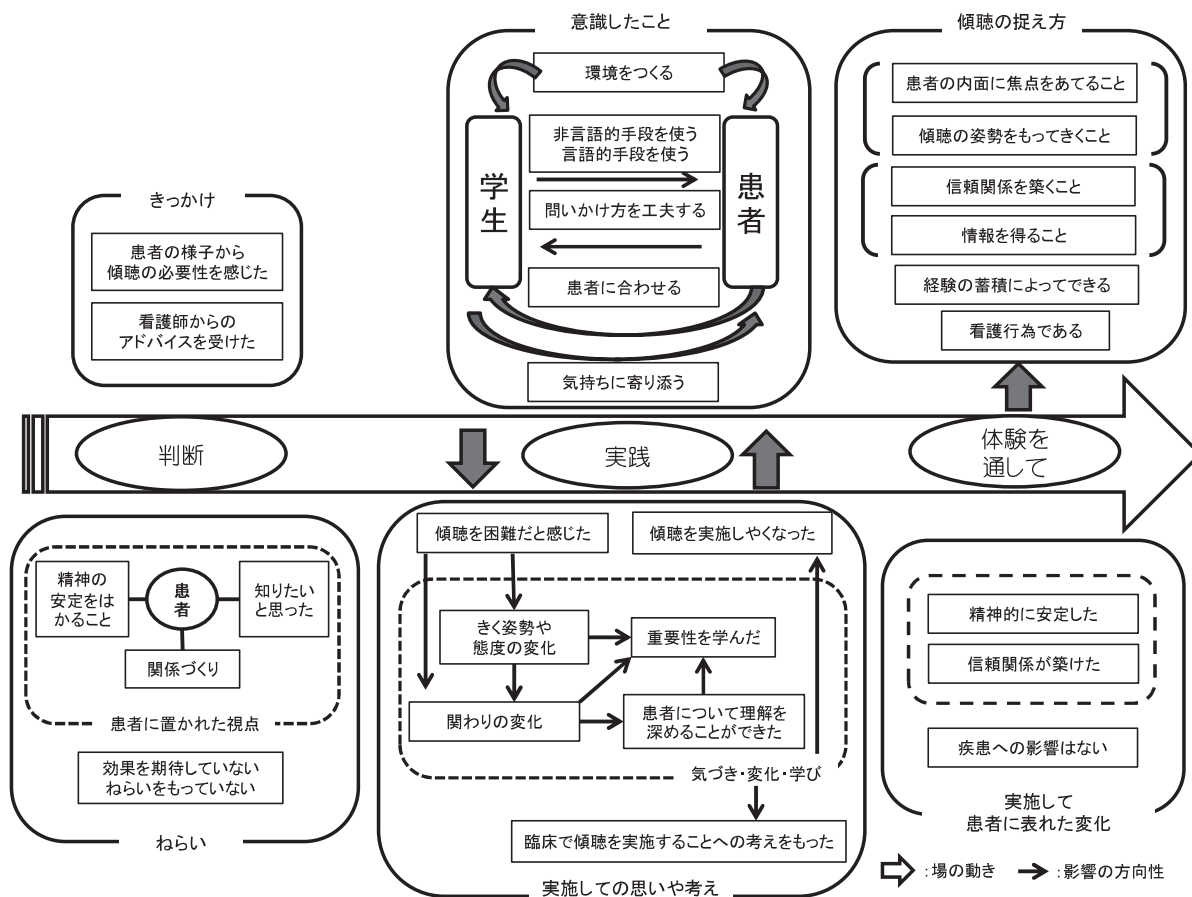 意識したこと
環境をつくる
学生
患者
非言語的手段を使う
言語的手段を使う
問いかけ方を工夫する
患者に合わせる
気持ちに寄り添う
傾聴の捉え方
患者の内面に焦点をあてること
傾聴の姿勢をもってきくこと
信頼関係を築くこと
情報を得ること
経験の蓄積によってできる
看護行為である
きっかけ
患者の様子から
傾聴の必要性を感じた
看護師からの
アドバイスを受けた
判断
実践
体験を
通して
精神の
安定をは
かること
患者
知りたい
と思った
関係づくり
患者に置かれた視点
効果を期待していない
ねらいをもっていない
ねらい
傾聴を困難だと感じた
傾聴を実施しやくなった
きく姿勢や
態度の変化
重要性を学んだ
関わりの変化
患者について理解を
深めることができた
気づき・変化・学び
臨床で傾聴を実施することへの考えをもった
実施しての思いや考え
精神的に安定した
信頼関係が築けた
疾患への影響はない
実施して
患者に表れた変化
:場の動き
:影響の方向性